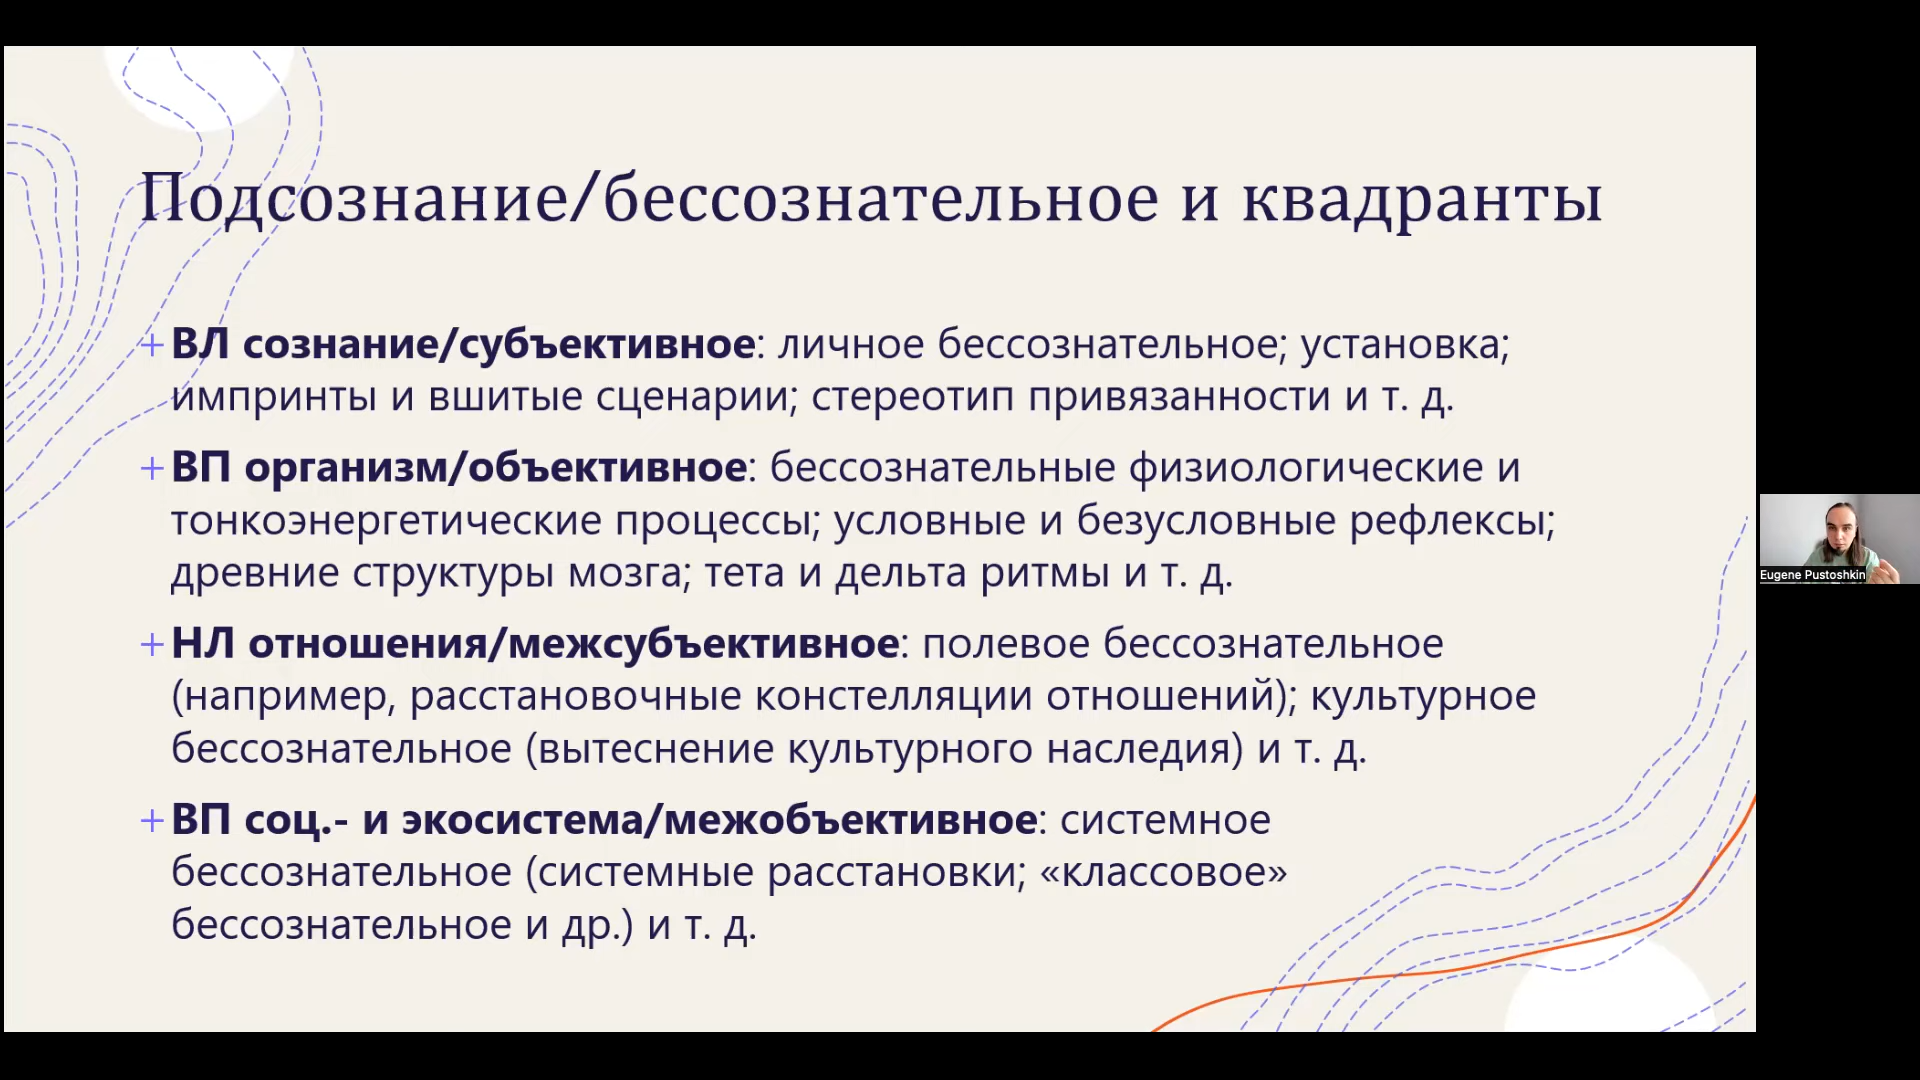 Подсознание/бессознательное и квадранты
+ ВЛ сознание/субъективное: личное бессознательное; установка;
импринты и вшитые сценарии; стереотип привязанности и т. д.
+ ВП организм/объективное: бессознательные физиологические и
тонкоэнергетические процессы; условные и безусловные рефлексы;
древние структуры мозга; тета и дельта ритмы и т. д.
+ НЛ отношения/межсубъективное: полевое бессознательное
(например, расстановочные констелляции отношений); культурное
бессознательное (вытеснение культурного наследия) и т. д.
+ ВП соц.- и экосистема/межобъективное: системное
бессознательное (системные расстановки; «классовое»
бессознательное и др.) и т. д.
Eugene Pustoshkin